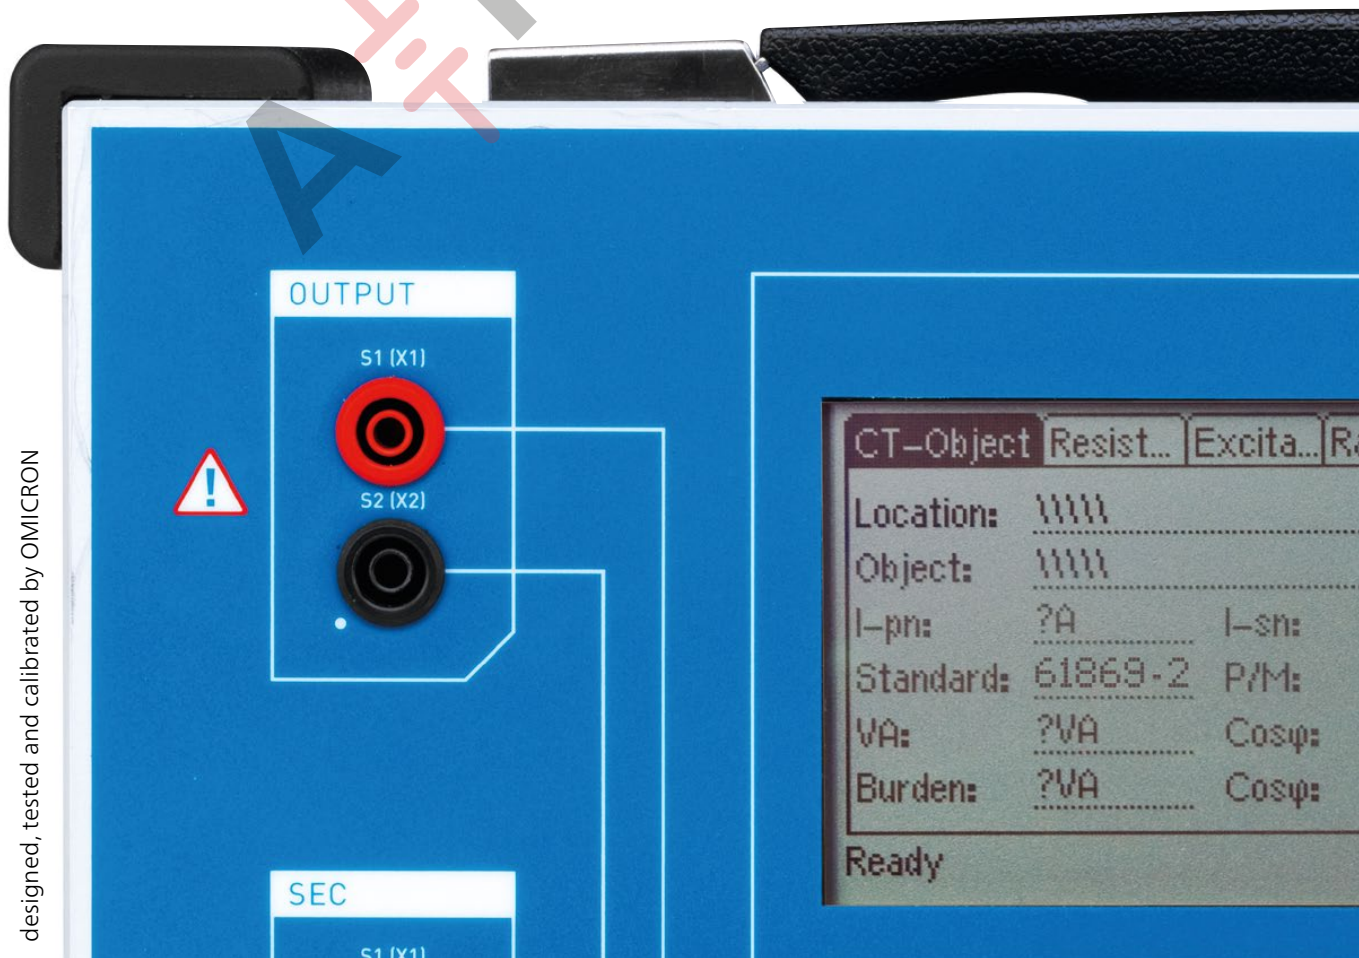 designed, tested and calibrated by OMICRON
OUTPUT
S1 (X1)
S2 (X2)
SEC
S1 (X1)
CT-Object Resist... Excita...
Location: \\\\\
Object: \\\\\
I-pn: ?A I-sn:
Standard: 61869-2 P/M:
VA: ?VA Cosφ:
Burden: ?VA Cosφ:
Ready